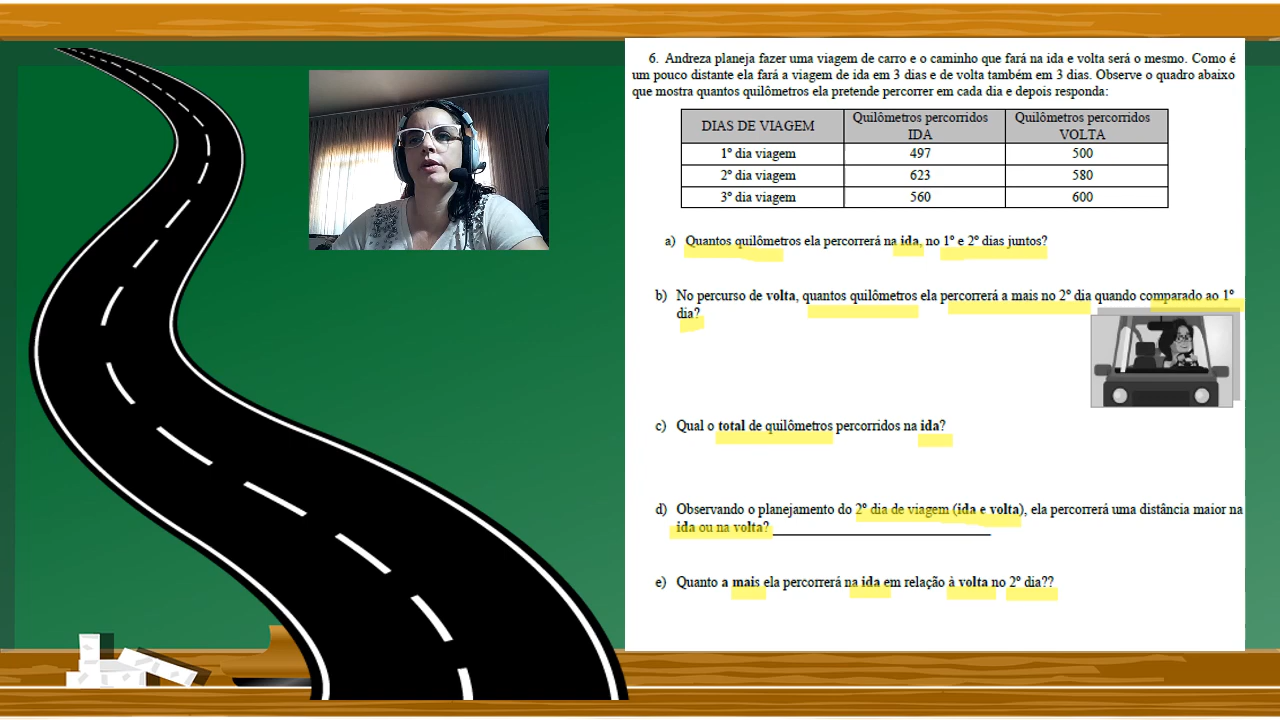 6. Andreza planeja fazer uma viagem de carro e o caminho que fará na ida e volta será o mesmo. Como é
um pouco distante ela fará a viagem de ida em 3 dias e de volta também em 3 dias. Observe o quadro abaixo
que mostra quantos quilômetros ela pretende percorrer em cada dia e depois responda:
DIAS DE VIAGEM Quilômetros percorridos IDA Quilômetros percorridos VOLTA
1º dia viagem 497 500
2º dia viagem 623 580
3º dia viagem 560 600
a) Quantos quilômetros ela percorrerá na ida, no 1º e 2º dias juntos?
b) No percurso de volta, quantos quilômetros ela percorrerá a mais no 2º dia quando comparado ao 1º
dia?
c) Qual o total de quilômetros percorridos na ida?
d) Observando o planejamento do 2º dia de viagem (ida e volta), ela percorrerá uma distância maior na
ida ou na volta?
e) Quanto a mais ela percorrerá na ida em relação à volta no 2º dia??